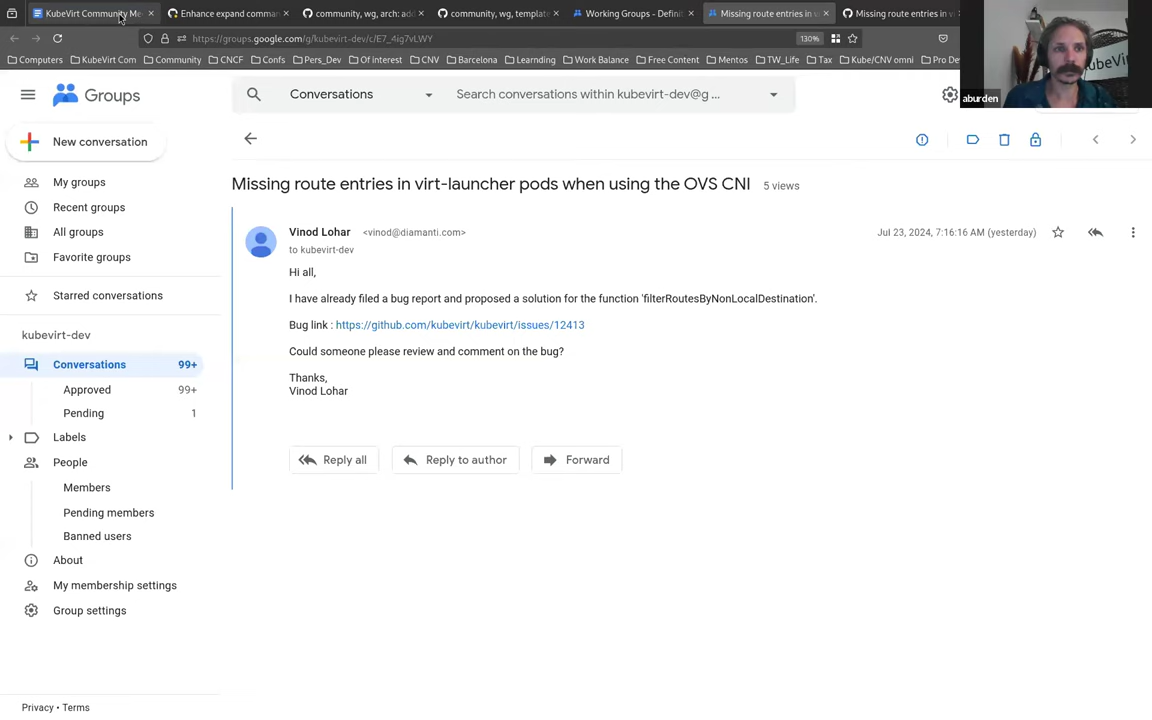 KubeVirt Community Me
Enhance expand comman
community, wg, arch: add
community, wg, template
Working Groups - Definit
Missing route entries in v
Missing route entries in v
https://groups.google.com/g/kubevirt-dev/c/E7_4ig7vLWY
130%
Computers
KubeVirt Com
Community
CNCF
Confs
Pers_Dev
Of interest
CNV
Barcelona
Learnding
Work Balance
Free Content
Mentos
TW_Life
Tax
Kube/CNV omni
Pro De
aburden
Groups
Conversations
Search conversations within kubevirt-dev@g ...
New conversation
My groups
Recent groups
All groups
Favorite groups
Starred conversations
kubevirt-dev
Conversations 99+
Approved 99+
Pending 1
Labels
People
Members
Pending members
Banned users
About
My membership settings
Group settings
Privacy • Terms
Missing route entries in virt-launcher pods when using the OVS CNI 5 views
Vinod Lohar <vinod@diamanti.com>
Jul 23, 2024, 7:16:16 AM (yesterday)
to kubevirt-dev
Hi all,
I have already filed a bug report and proposed a solution for the function 'filterRoutesByNonLocalDestination'.
Bug link : https://github.com/kubevirt/kubevirt/issues/12413
Could someone please review and comment on the bug?
Thanks,
Vinod Lohar
Reply all
Reply to author
Forward